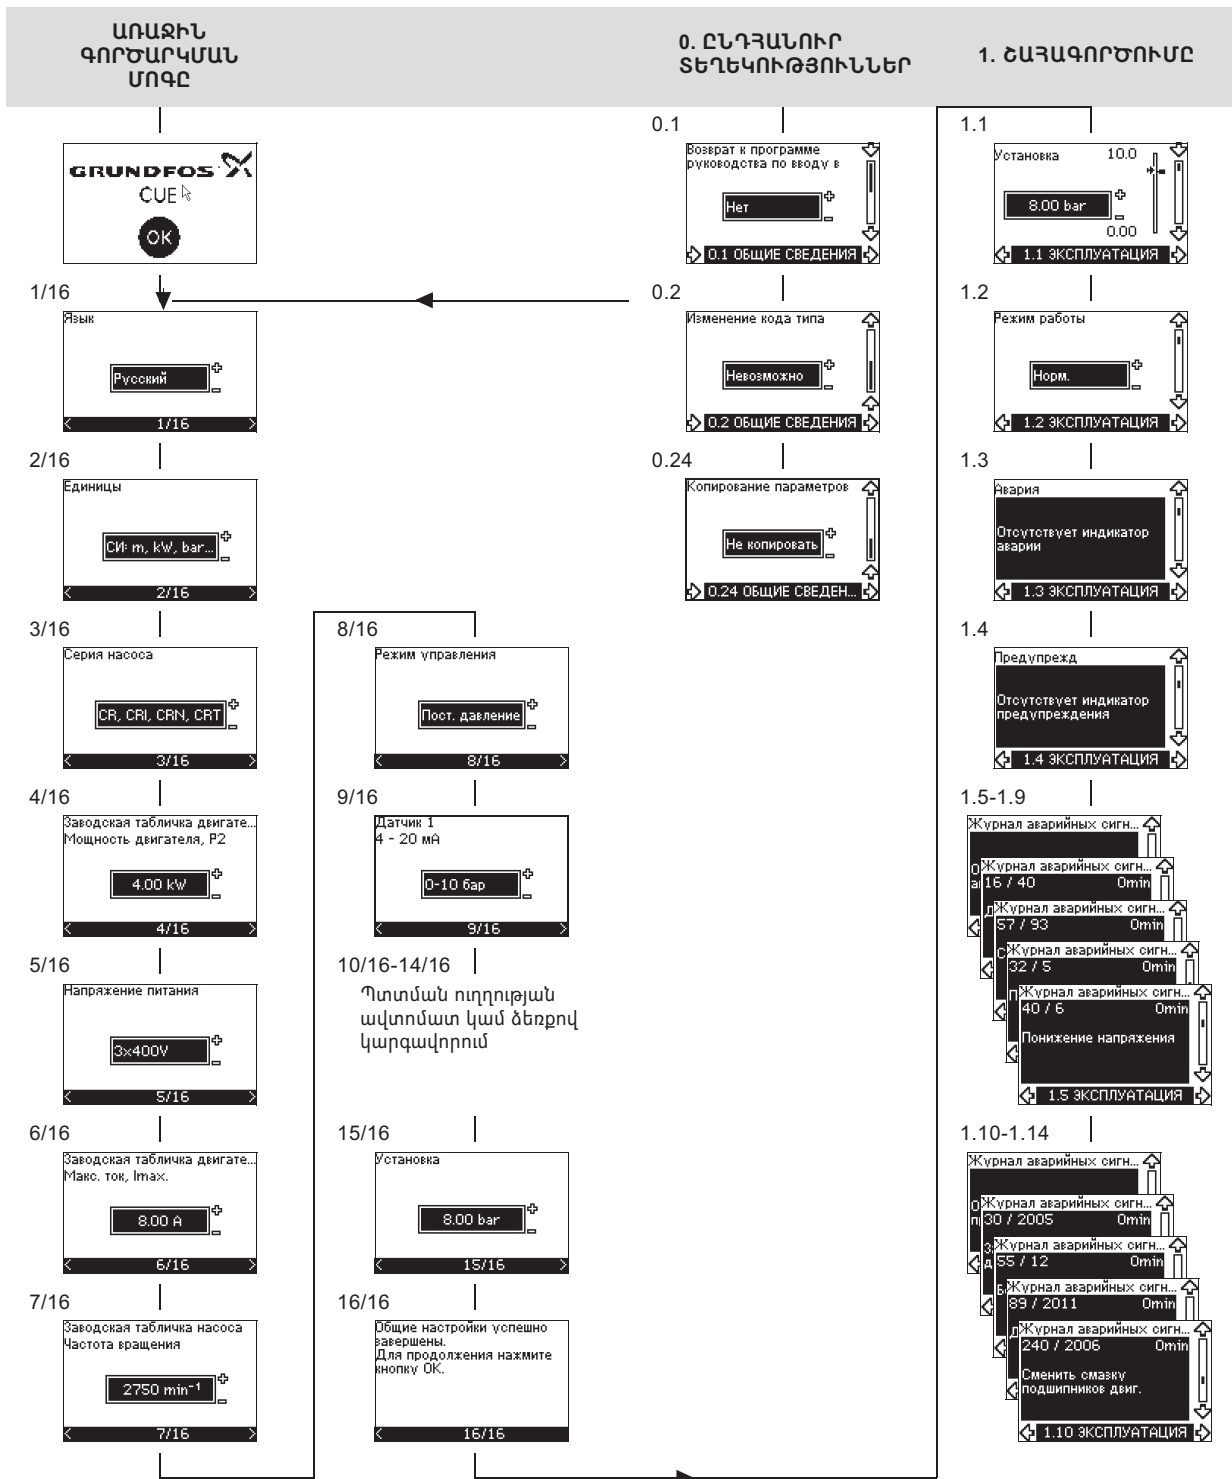 ԱՌԱՋԻՆ
ԳՈՐԾԱՐԿՄԱՆ
ՄՈԳԸ
GRUNDFOS
CUE
OK
1/16
Язык
Русский
+
–
< 1/16 >
2/16
Единицы
СИ: m, kW, bar...
+
–
< 2/16 >
3/16
Серия насоса
CR, CRI, CRN, CRT
+
–
< 3/16 >
4/16
Заводская табличка двигате...
Мощность двигателя, P2
4.00 kW
+
–
< 4/16 >
5/16
Напряжение питания
3x400V
+
–
< 5/16 >
6/16
Заводская табличка двигате...
Макс. ток, Imax.
8.00 A
+
–
< 6/16 >
7/16
Заводская табличка насоса
Частота вращения
2750 min⁻¹
+
–
< 7/16 >
8/16
Режим управления
Пост. давление
+
–
< 8/16 >
9/16
Датчик 1
4 - 20 мА
0-10 бар
+
–
< 9/16 >
10/16-14/16
Պտտման ուղղության
ավտոմատ կամ ձեռքով
կարգավորում
15/16
Установка
8.00 bar
+
–
< 15/16 >
16/16
Общие настройки успешно
завершены.
Для продолжения нажмите
кнопку OK.
< 16/16
0. ԸՆԴՀԱՆՈՒՐ
ՏԵՂԵԿՈՒԹՅՈՒՆՆԵՐ
0.1
Возврат к программе
руководства по вводу в
Нет
+
–
0.1 ОБЩИЕ СВЕДЕНИЯ
0.2
Изменение кода типа
Невозможно
+
–
0.2 ОБЩИЕ СВЕДЕНИЯ
0.24
Копирование параметров
Не копировать
+
–
0.24 ОБЩИЕ СВЕДЕН...
1. ՇԱՀԱԳՈՐԾՈՒՄԸ
1.1
Установка 10.0
8.00 bar
+
–
0.00
1.1 ЭКСПЛУАТАЦИЯ
1.2
Режим работы
Норм.
+
–
1.2 ЭКСПЛУАТАЦИЯ
1.3
Авария
Отсутствует индикатор
аварии
1.3 ЭКСПЛУАТАЦИЯ
1.4
Предупрежд
Отсутствует индикатор
предупреждения
1.4 ЭКСПЛУАТАЦИЯ
1.5-1.9
Журнал аварийных сигн...
Журнал аварийных сигн...
16 / 40 0min
Журнал аварийных сигн...
57 / 93 0min
Журнал аварийных сигн...
32 / 5 0min
Журнал аварийных сигн...
40 / 6 0min
Понижение напряжения
1.5 ЭКСПЛУАТАЦИЯ
1.10-1.14
Журнал аварийных сигн...
Журнал аварийных сигн...
30 / 2005 0min
Журнал аварийных сигн...
55 / 12 0min
Журнал аварийных сигн...
89 / 2011 0min
Журнал аварийных сигн...
240 / 2006 0min
Сменить смазку
подшипников двиг.
1.10 ЭКСПЛУАТАЦИЯ